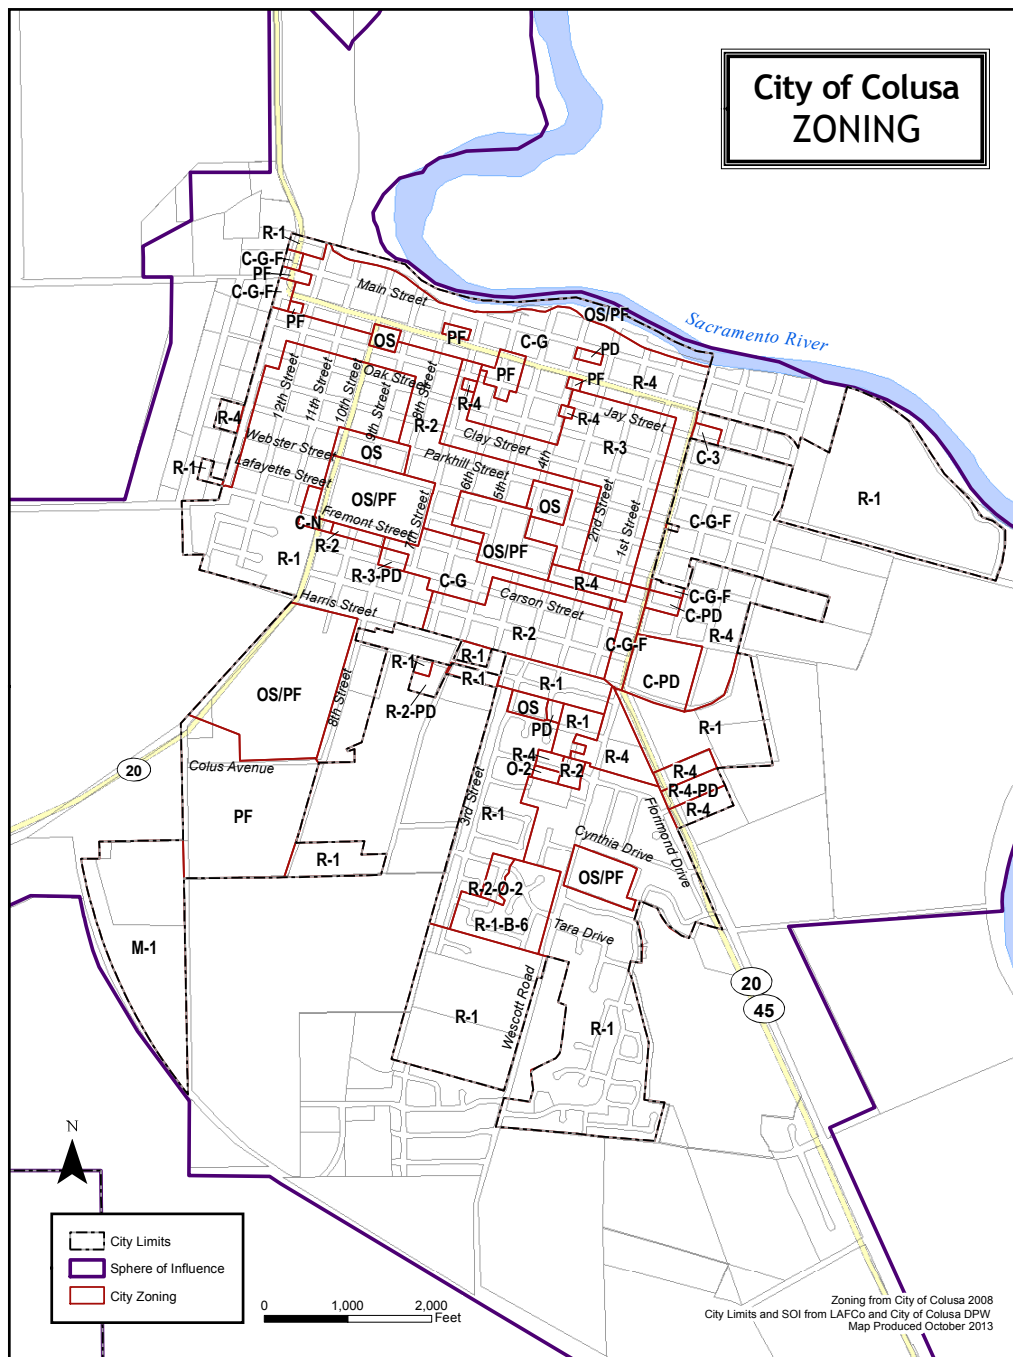 City of Colusa
ZONING
R-1
C-G-F
PF
C-G-F
PF
Main Street
OS/PF
Sacramento River
OS
PF
C-G
PD
PF
PF
R-4
Oak Street
R-4
R-4
Jay Street
12th Street
11th Street
10th Street
9th Street
8th Street
R-2
Clay Street
R-3
R-4
Webster Street
OS
Parkhill Street
4th
C-3
R-1
Lafayette Street
6th
5th
R-1
OS/PF
OS
2nd Street
1st Street
C-N
Fremont Street
7th Street
C-G-F
R-2
OS/PF
R-1
R-3-PD
C-G
R-4
C-G-F
Harris Street
Carson Street
C-PD
R-2
R-4
C-G-F
R-1
R-1
R-1
R-1
C-PD
OS/PF
8th Street
R-2-PD
OS
R-1
PD
R-1
20
Colus Avenue
R-4
R-4
O-2
R-2
R-4
R-4-PD
R-4
PF
3rd Street
R-1
Florimond Drive
Cynthia Drive
R-1
OS/PF
R-2-O-2
R-1-B-6
Tara Drive
M-1
20
45
R-1
Wescott Road
R-1
N
City Limits
Sphere of Influence
City Zoning
0 1,000 2,000
Feet
Zoning from City of Colusa 2008
City Limits and SOI from LAFCo and City of Colusa DPW
Map Produced October 2013